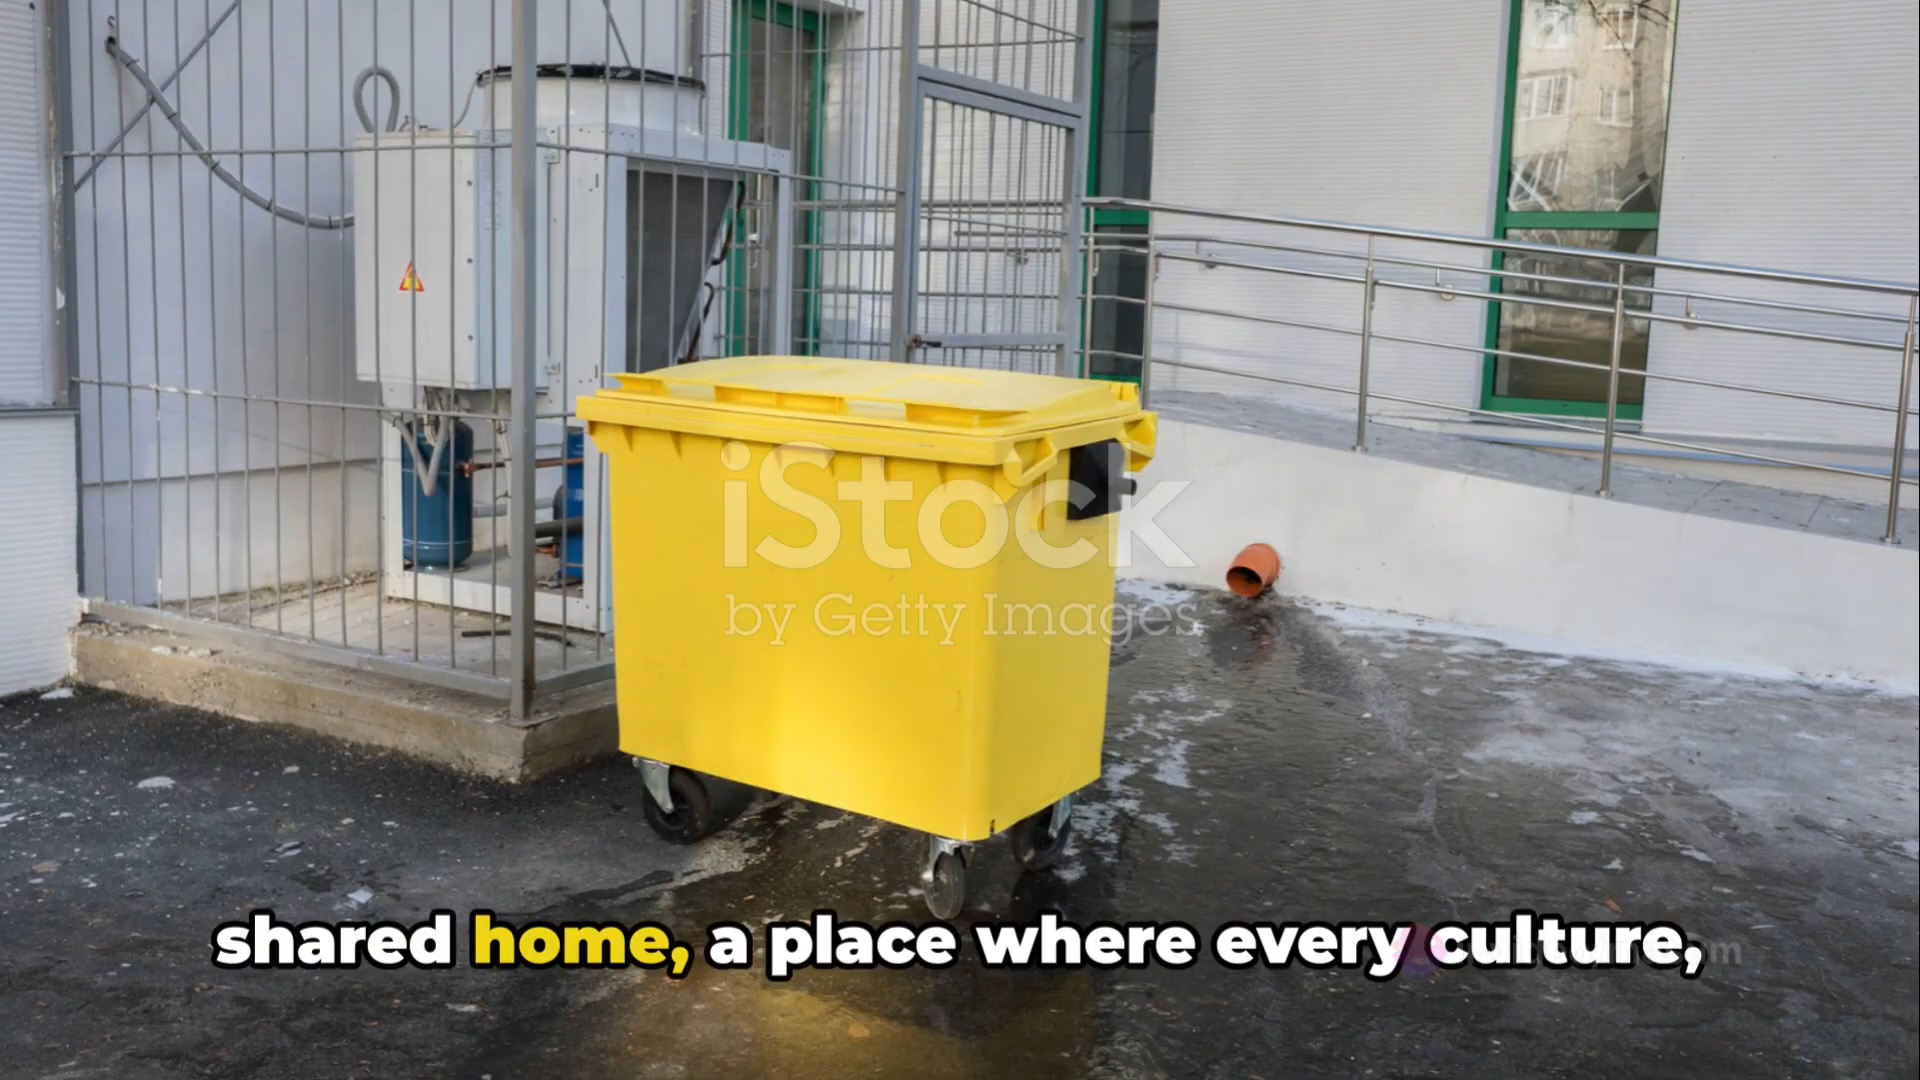 iStock
by Getty Images
shared home, a place where every culture,